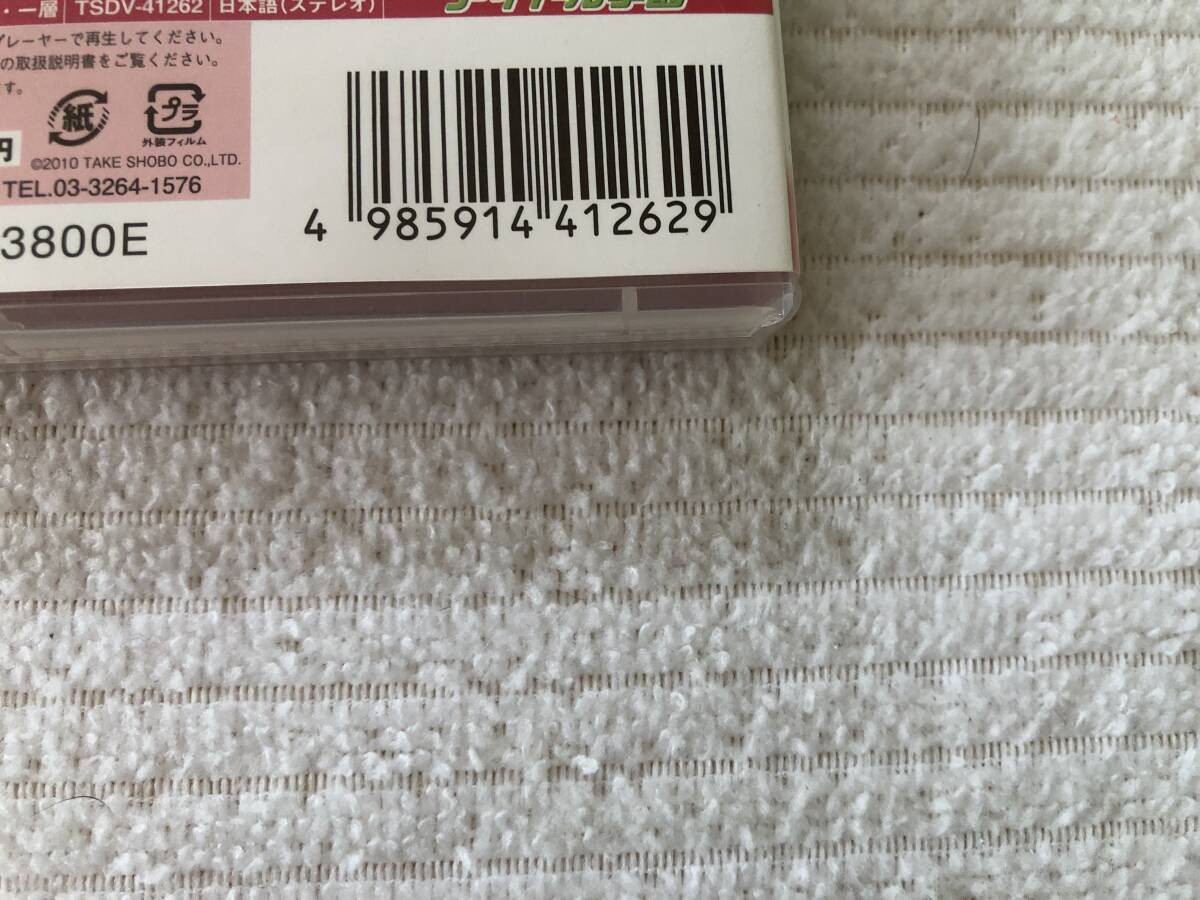 ・一層 TSDV-41262 日本語(ステレオ)
プレーヤーで再生してください。
の取扱説明書をご覧ください。
ます。
紙 プラ
外装フィルム
円
©2010 TAKE SHOBO CO.,LTD.
TEL.03-3264-1576
3800E
4 985914 412629